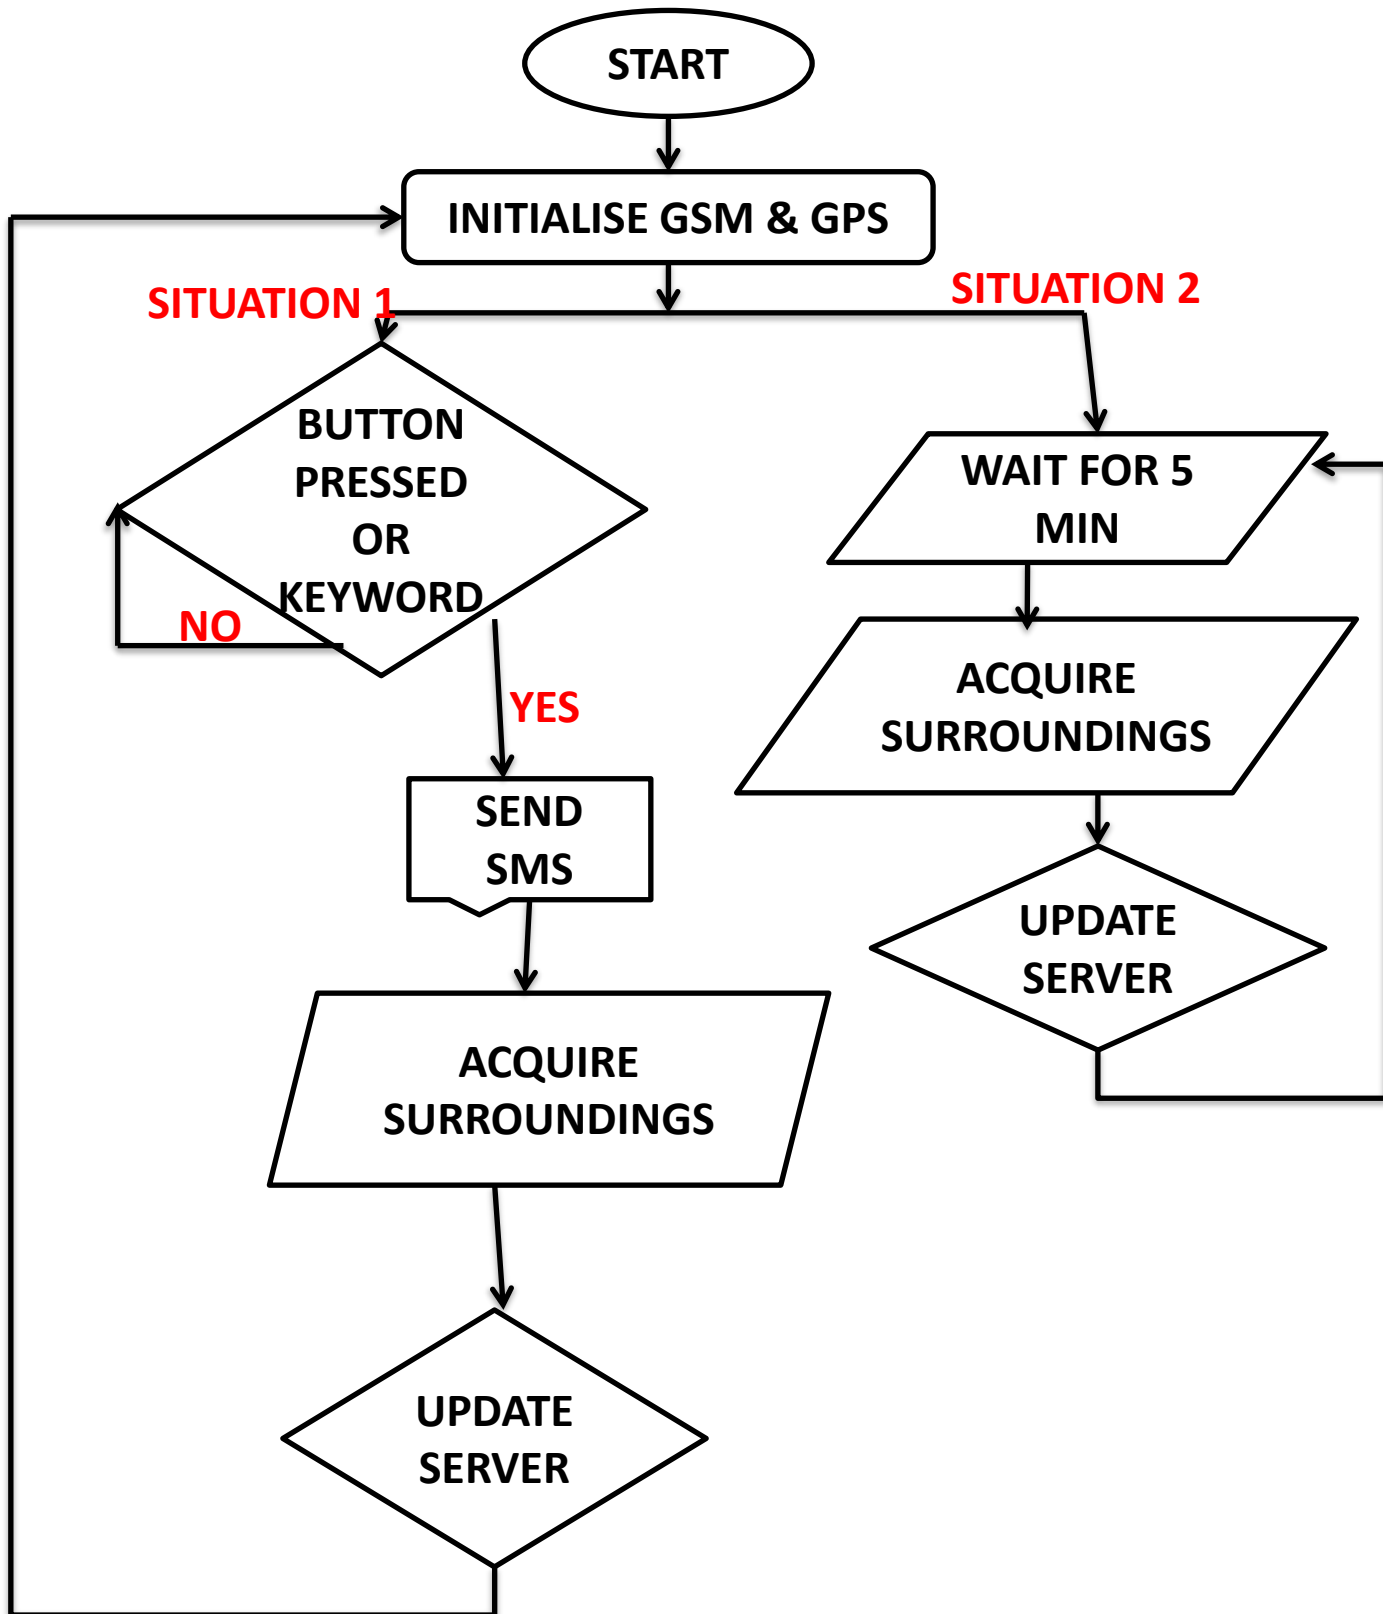 START
INITIALISE GSM & GPS
SITUATION 1
SITUATION 2
BUTTON
PRESSED
OR
KEYWORD
NO
YES
WAIT FOR 5
MIN
ACQUIRE
SURROUNDINGS
SEND
SMS
UPDATE
SERVER
ACQUIRE
SURROUNDINGS
UPDATE
SERVER